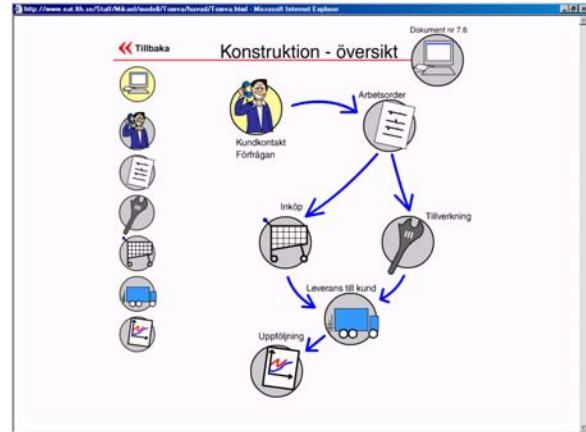 http://www.eat.lth.se/Staff/Mikael/modell/Tomva/huvud/Tomva.html - Microsoft Internet Explorer
Dokument nr 7.6
Tillbaka
Konstruktion - översikt
Arbetsorder
Kundkontakt
Förfrågan
Inköp
Tillverkning
Leverans till kund
Uppföljning